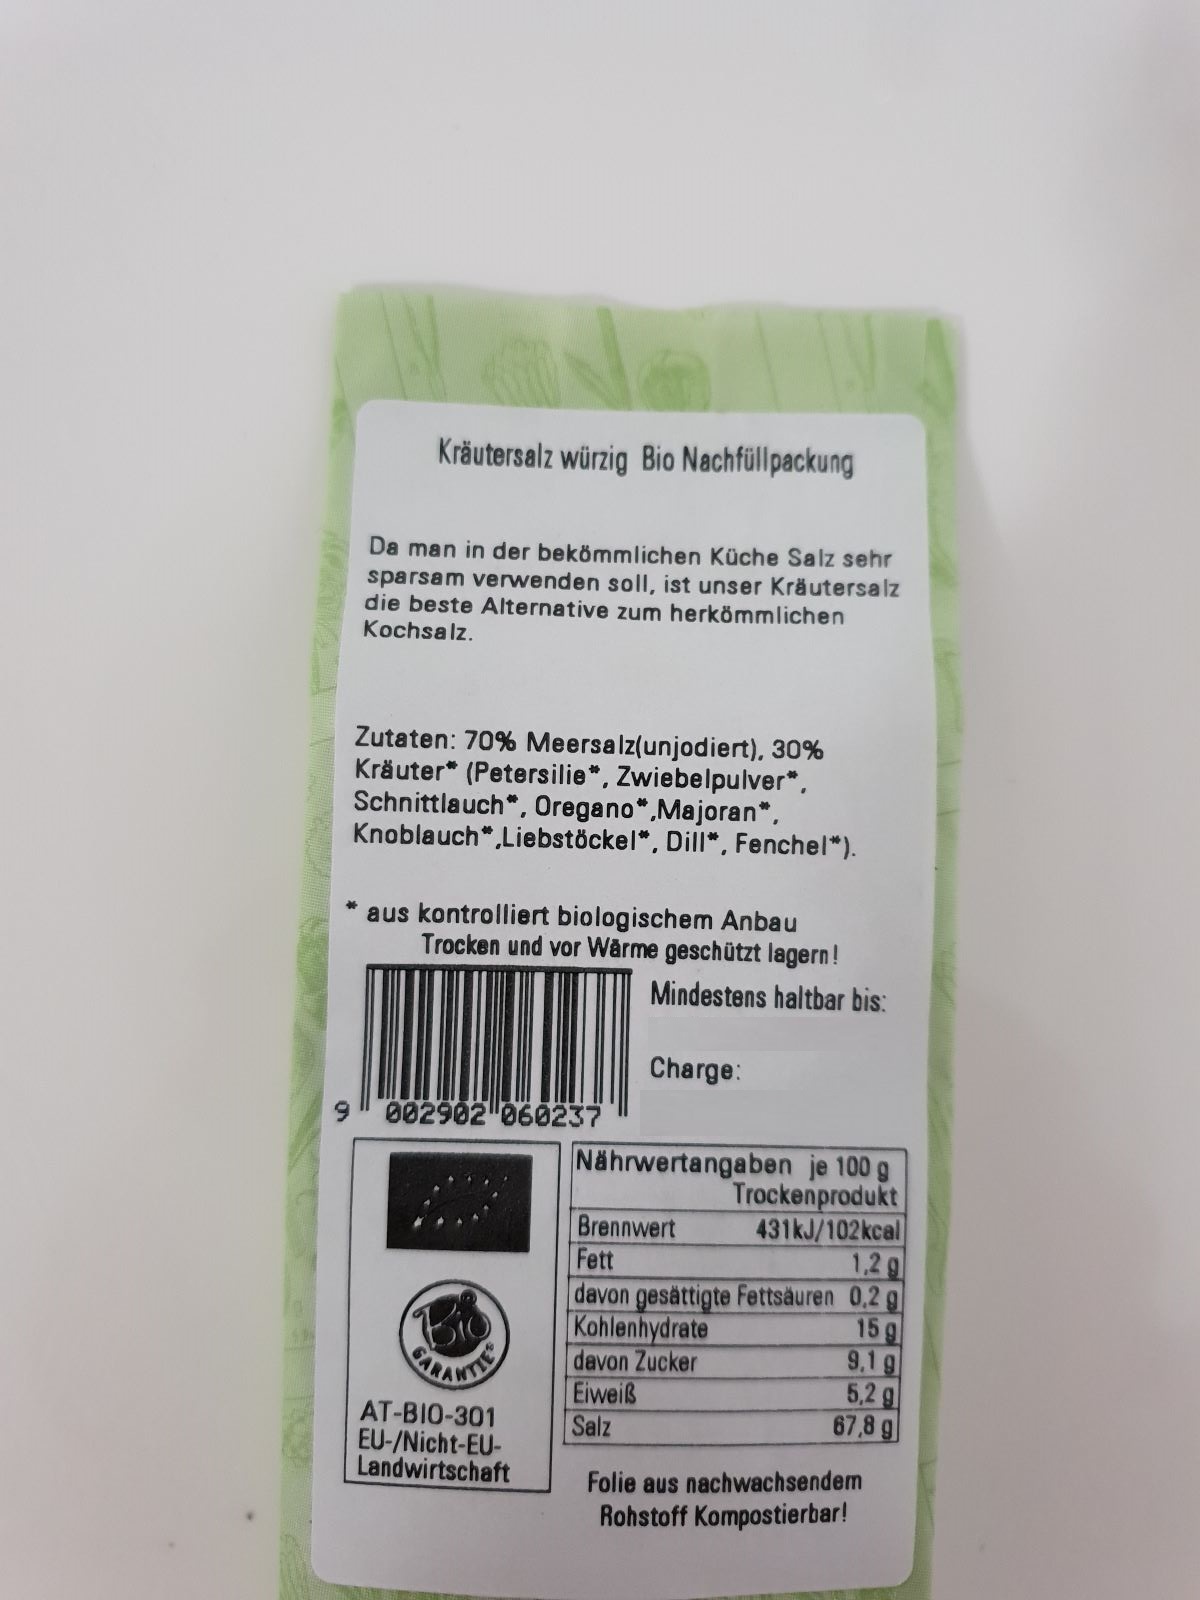 Kräutersalz würzig Bio Nachfüllpackung
Da man in der bekömmlichen Küche Salz sehr
sparsam verwenden soll, ist unser Kräutersalz
die beste Alternative zum herkömmlichen
Kochsalz.
Zutaten: 70% Meersalz(unjodiert), 30%
Kräuter* (Petersilie*, Zwiebelpulver*,
Schnittlauch*, Oregano*,Majoran*,
Knoblauch*,Liebstöckel*, Dill*, Fenchel*).
* aus kontrolliert biologischem Anbau
Trocken und vor Wärme geschützt lagern!
Mindestens haltbar bis:
Charge:
9 002902 060237
Bio
GARANTIE
AT-BIO-301
EU-/Nicht-EU-
Landwirtschaft
Nährwertangaben je 100 g
Trockenprodukt
Brennwert 431kJ/102kcal
Fett 1,2 g
davon gesättigte Fettsäuren 0,2 g
Kohlenhydrate 15 g
davon Zucker 9,1 g
Eiweiß 5,2 g
Salz 67,8 g
Folie aus nachwachsendem
Rohstoff Kompostierbar!